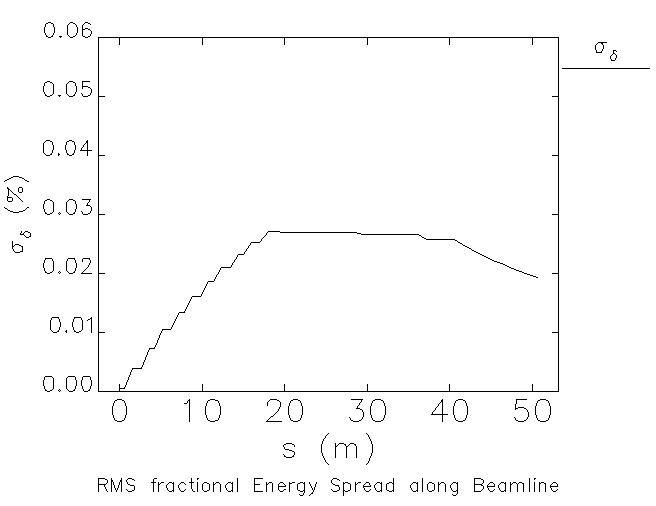 0.06
0.05
0.04
0.03
0.02
0.01
0.00
σδ (%)
0 10 20 30 40 50
s (m)
σδ
RMS fractional Energy Spread along Beamline